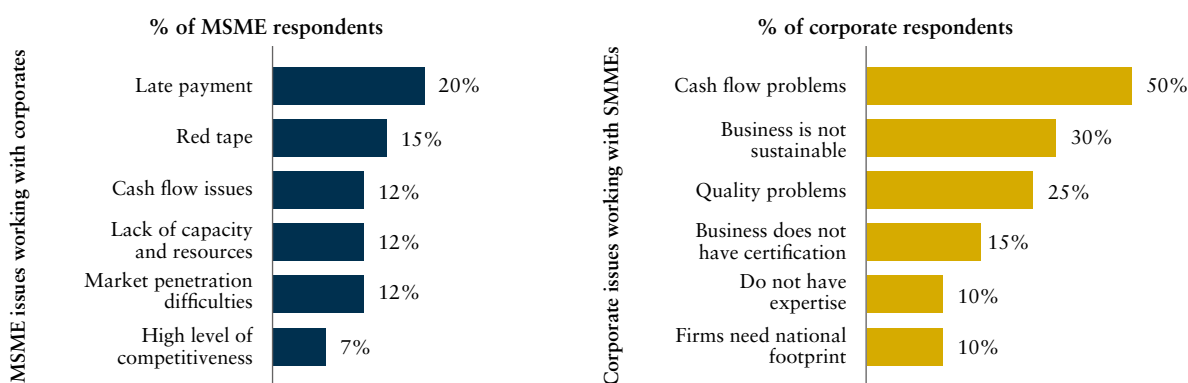 % of MSME respondents
MSME issues working with corporates
Late payment
20%
Red tape
15%
Cash flow issues
12%
Lack of capacity
and resources
12%
Market penetration
difficulties
12%
High level of
competitiveness
7%
% of corporate respondents
Corporate issues working with SMMEs
Cash flow problems
50%
Business is not
sustainable
30%
Quality problems
25%
Business does not
have certification
15%
Do not have
expertise
10%
Firms need national
footprint
10%